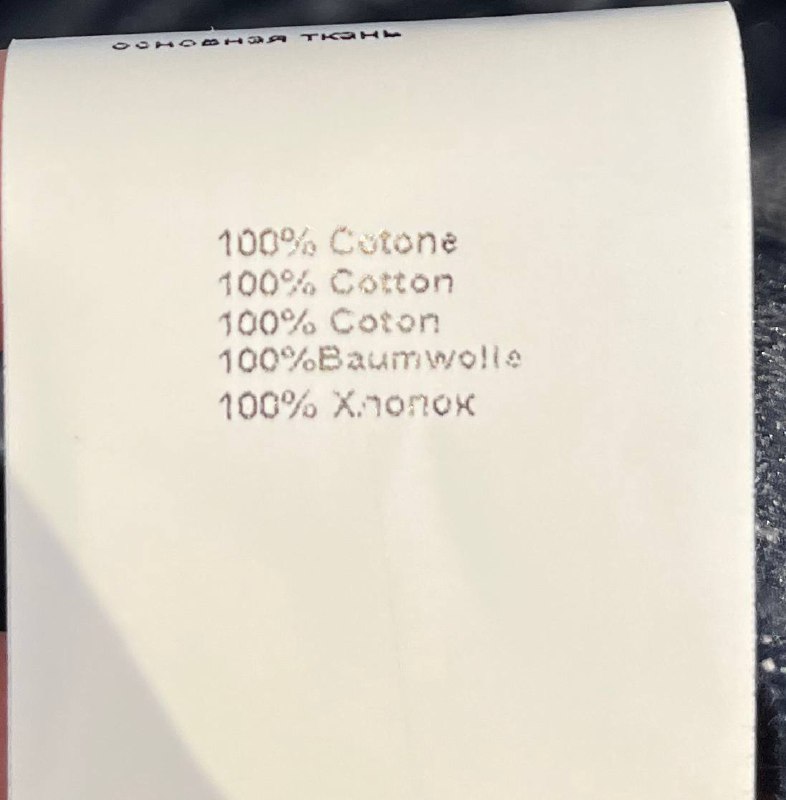 основная ткань
100% Cotone
100% Cotton
100% Coton
100%Baumwolle
100% Хлопок